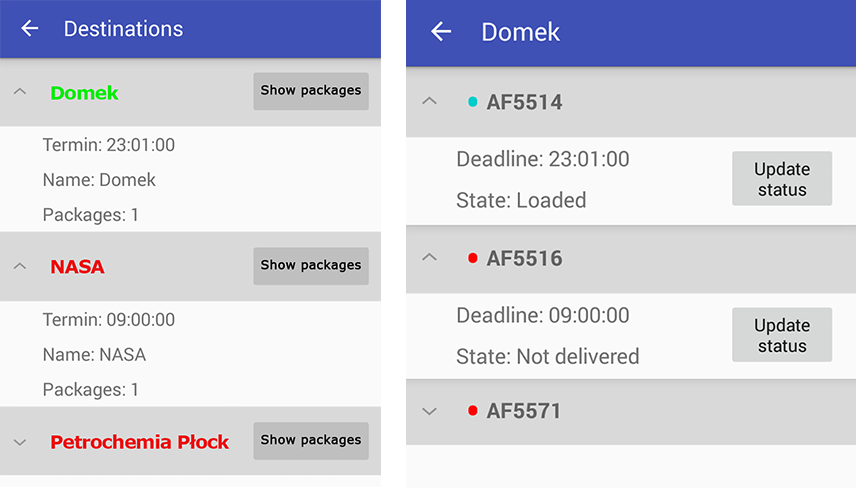 Destinations
Domek
Show packages
Termin: 23:01:00
Name: Domek
Packages: 1
NASA
Show packages
Termin: 09:00:00
Name: NASA
Packages: 1
Petrochemia Płock
Show packages
Domek
AF5514
Deadline: 23:01:00
State: Loaded
Update
status
AF5516
Deadline: 09:00:00
State: Not delivered
Update
status
AF5571